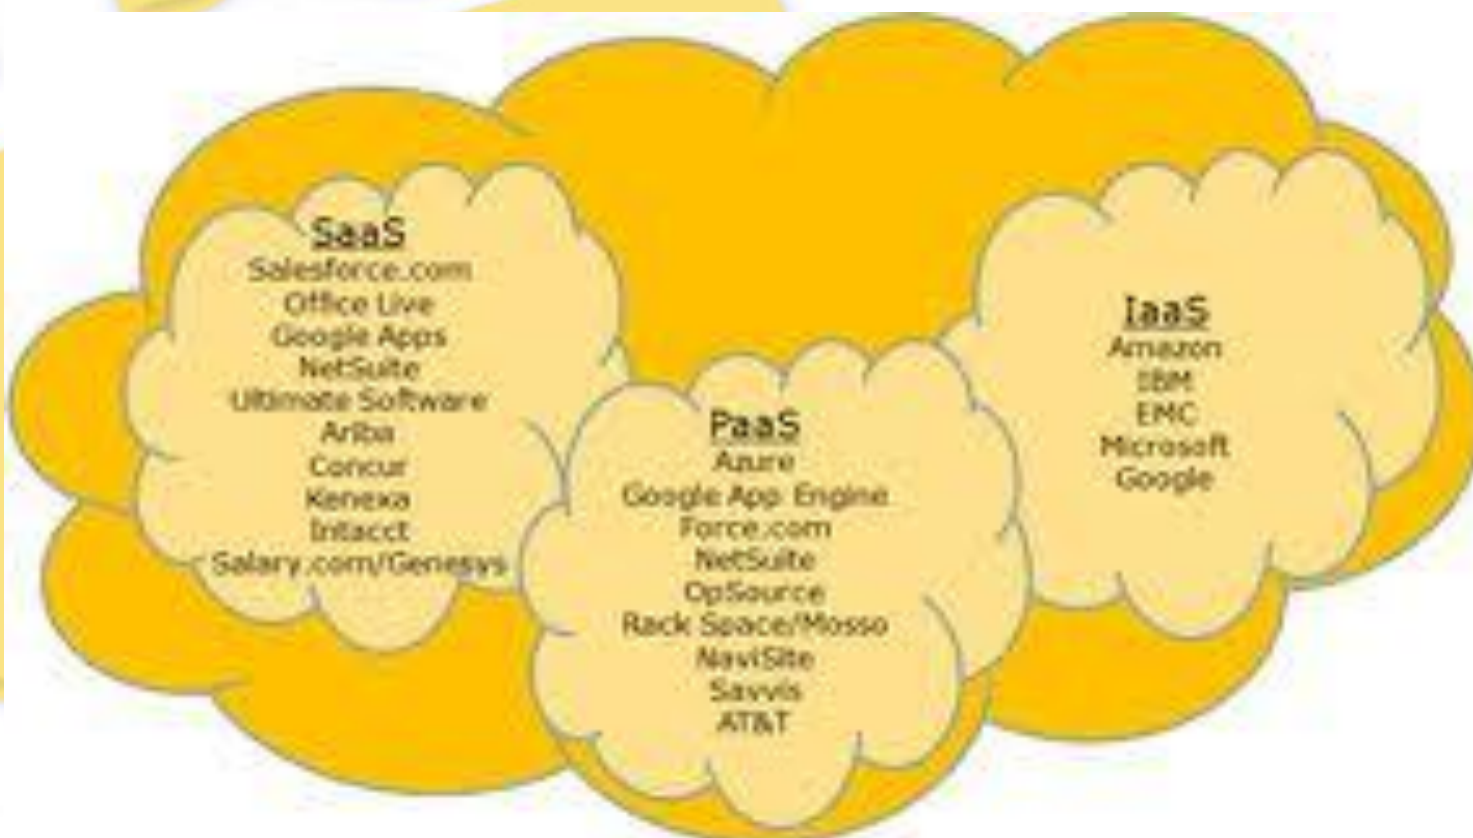 SaaS
Salesforce.com
Office Live
Google Apps
NetSuite
Ultimate Software
Ariba
Concur
Kenexa
Intacct
Salary.com/Genesys
PaaS
Azure
Google App Engine
Force.com
NetSuite
OpSource
Rack Space/Mosso
NaviSite
Savvis
AT&T
IaaS
Amazon
IBM
EMC
Microsoft
Google